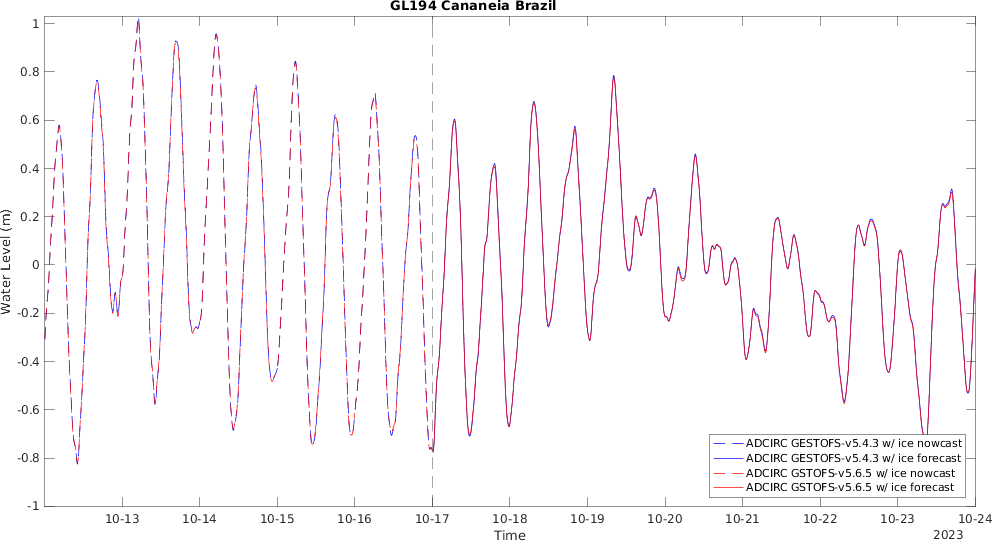 GL194 Cananeia Brazil
1
0.8
0.6
0.4
0.2
0
-0.2
-0.4
-0.6
-0.8
-1
Water Level (m)
ADCIRC GESTOFS-v5.4.3 w/ ice nowcast
ADCIRC GESTOFS-v5.4.3 w/ ice forecast
ADCIRC GSTOFS-v5.6.5 w/ ice nowcast
ADCIRC GSTOFS-v5.6.5 w/ ice forecast
10-13 10-14 10-15 10-16 10-17 10-18 10-19 10-20 10-21 10-22 10-23 10-24
Time
2023